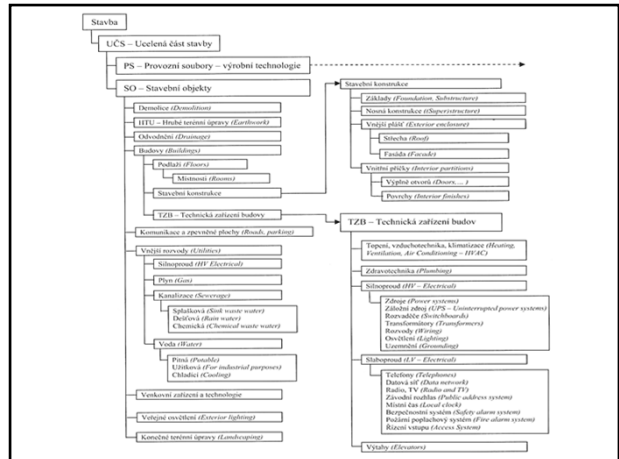 Stavba
UČS – Ucelená část stavby
PS – Provozní soubory – výrobní technologie
SO – Stavební objekty
Demolice (Demolition)
HTU – Hrubé terénní úpravy (Earthwork)
Odvodnění (Drainage)
Budovy (Buildings)
Podlaží (Floors)
Místnosti (Rooms)
Stavební konstrukce
TZB – Technická zařízení budovy
Komunikace a zpevněné plochy (Roads, parking)
Vnější rozvody (Utilities)
Silnoproud (HV Electrical)
Plyn (Gas)
Kanalizace (Sewerage)
Splašková (Sink waste water)
Dešťová (Rain water)
Chemická (Chemical waste water)
Voda (Water)
Pitná (Potable)
Užitková (For industrial purposes)
Chladicí (Cooling)
Venkovní zařízení a technologie
Veřejné osvětlení (Exterior lighting)
Konečné terénní úpravy (Landscaping)
Stavební konstrukce
Základy (Foundation, Substructure)
Nosná konstrukce (Superistructure)
Vnější plášť (Exterior enclosure)
Střecha (Roof)
Fasáda (Facade)
Vnitřní příčky (Interior partitions)
Výplně otvorů (Doors, ... )
Povrchy (Interior finishes)
TZB – Technická zařízení budov
Topení, vzduchotechnika, klimatizace (Heating,
Ventilation, Air Conditioning – HVAC)
Zdravotechnika (Plumbing)
Silnoproud (HV – Electrical)
Zdroje (Power systems)
Záložní zdroj (UPS – Uninterrupted power systems)
Rozvaděče (Switchboards)
Transformátory (Transformers)
Rozvody (Wiring)
Osvětlení (Lighting)
Uzemnění (Grounding)
Slaboproud (LV – Electrical)
Telefony (Telephones)
Datová síť (Data network)
Radio, TV (Radio and TV)
Závodní rozhlas (Public address system)
Místní čas (Local clock)
Bezpečnostní systém (Safety alarm system)
Požární poplachový systém (Fire alarm system)
Řízení vstupu (Access System)
Výtahy (Elevators)